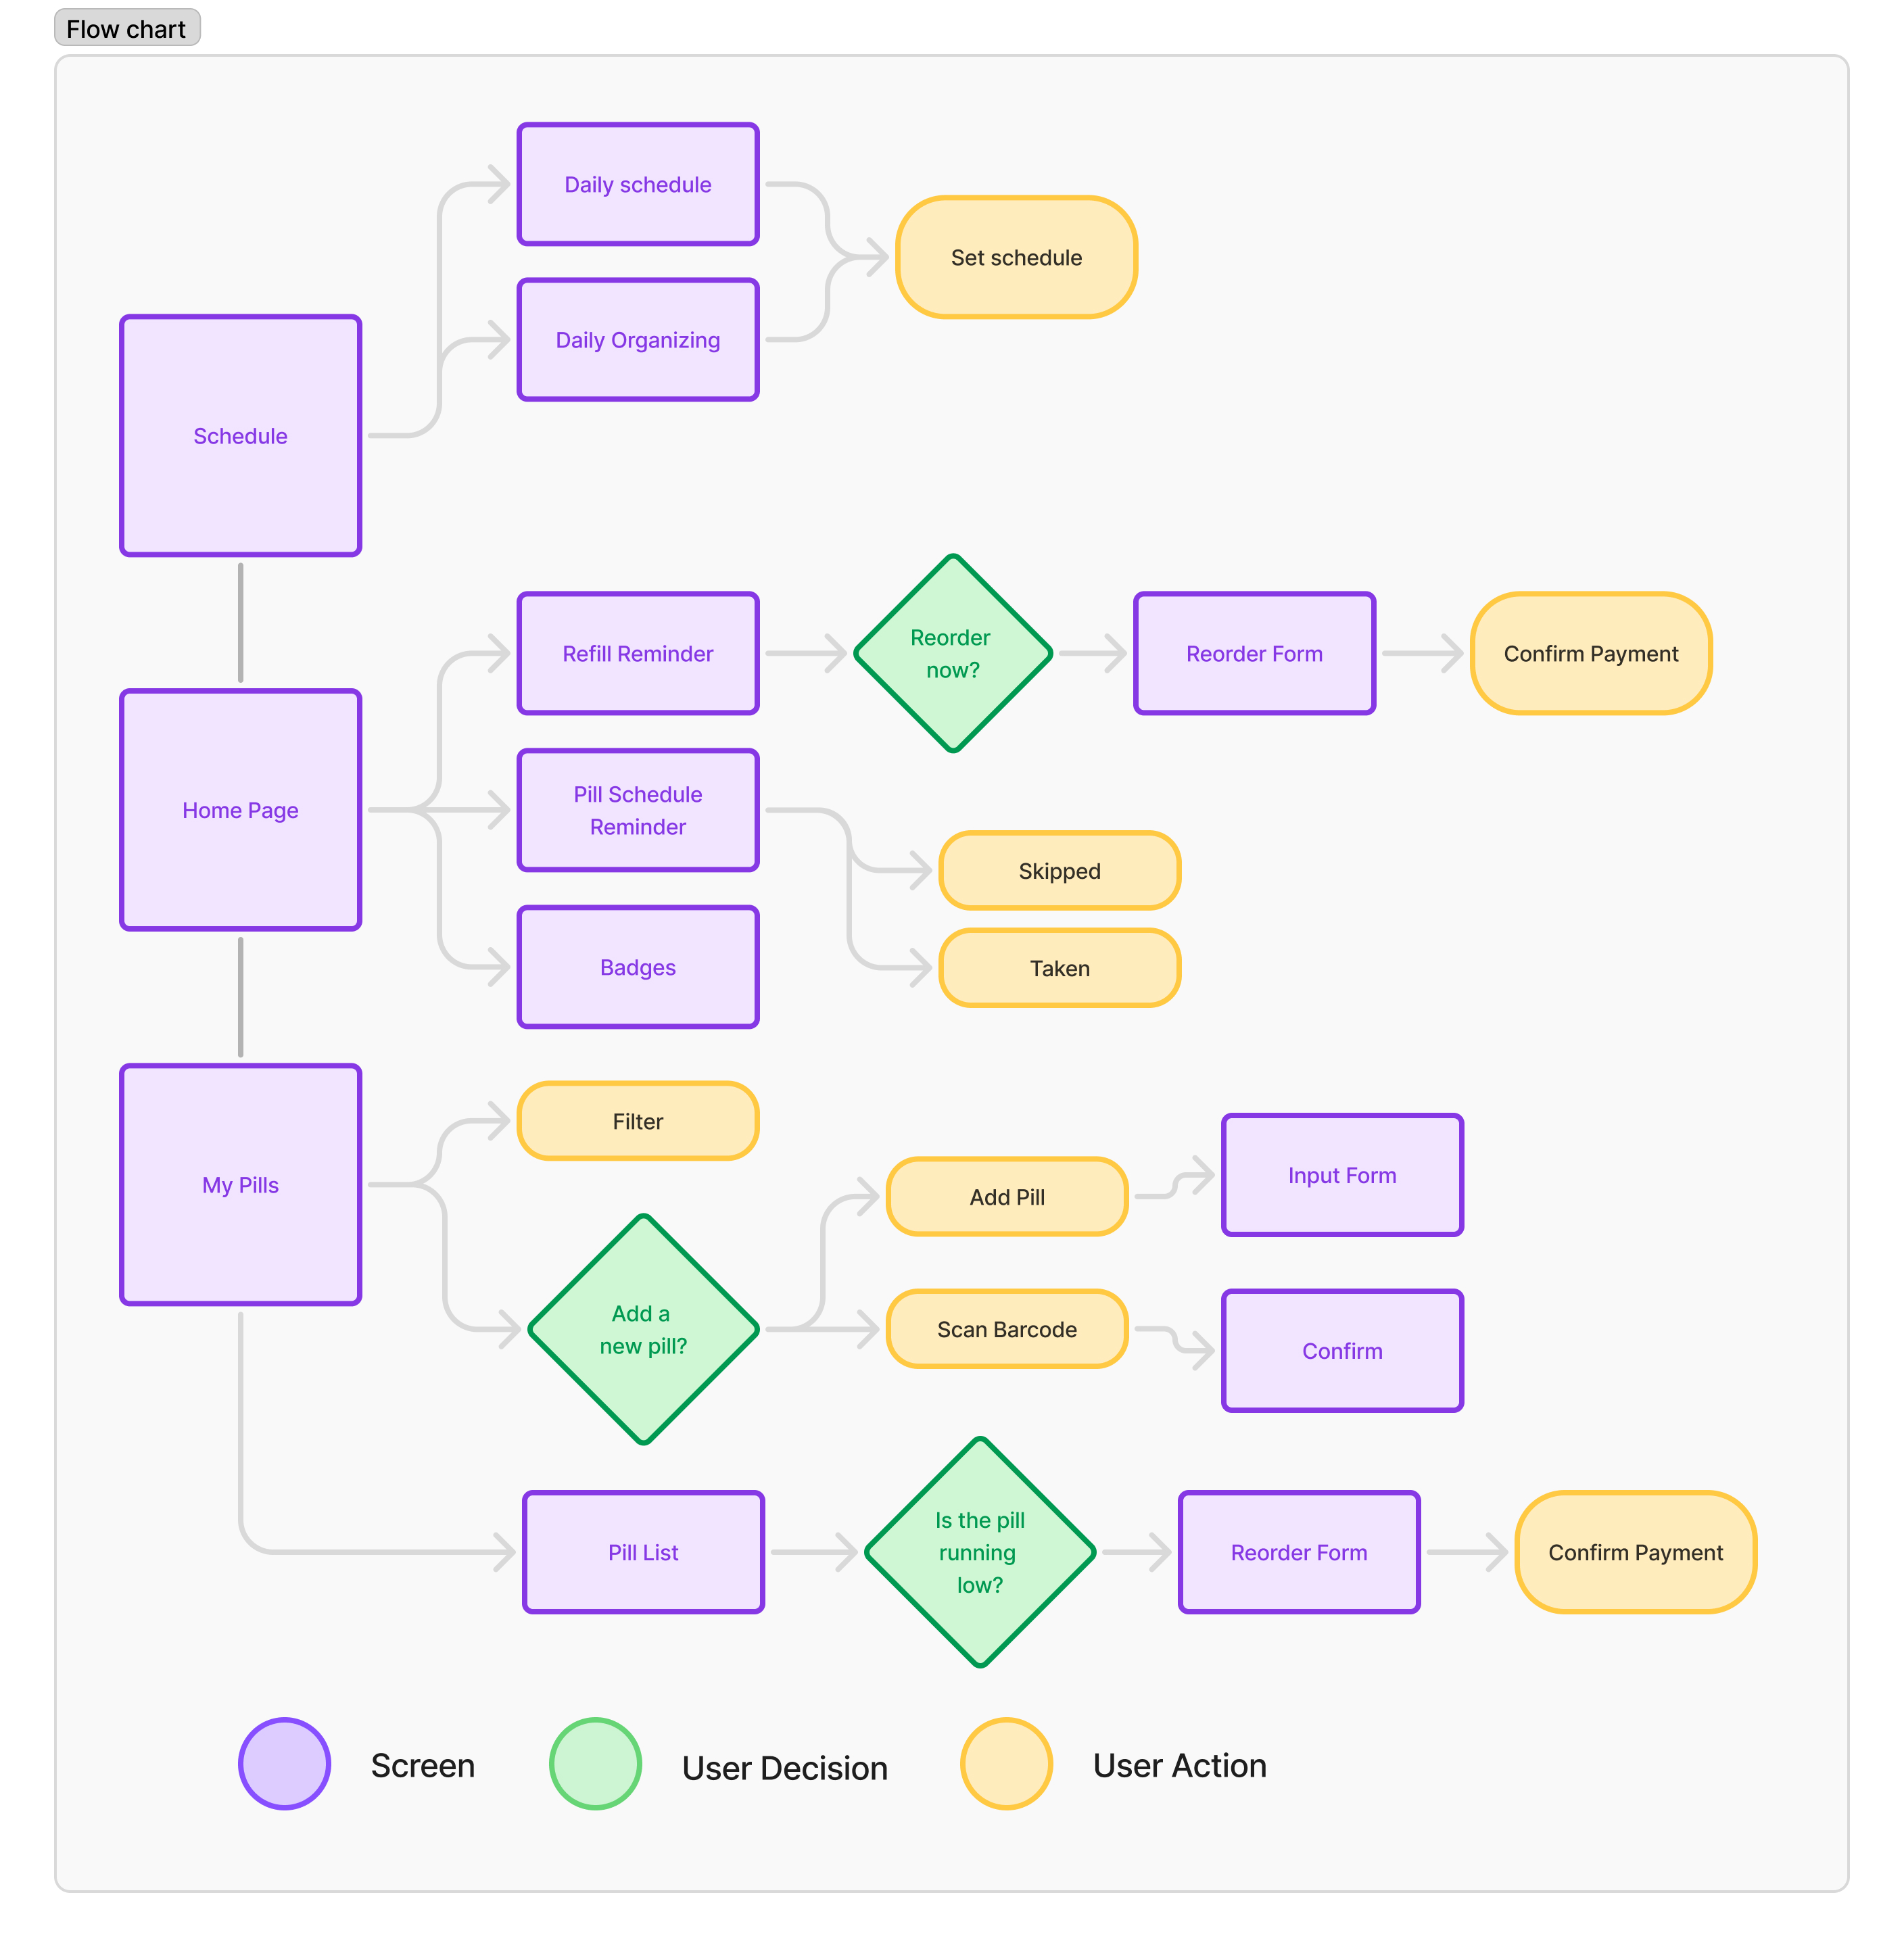 Flow chart
Daily schedule
Set schedule
Daily Organizing
Schedule
Refill Reminder
Reorder
now?
Reorder Form
Confirm Payment
Home Page
Pill Schedule
Reminder
Skipped
Badges
Taken
My Pills
Filter
Add Pill
Input Form
Add a
new pill?
Scan Barcode
Confirm
Pill List
Is the pill
running
low?
Reorder Form
Confirm Payment
Screen
User Decision
User Action